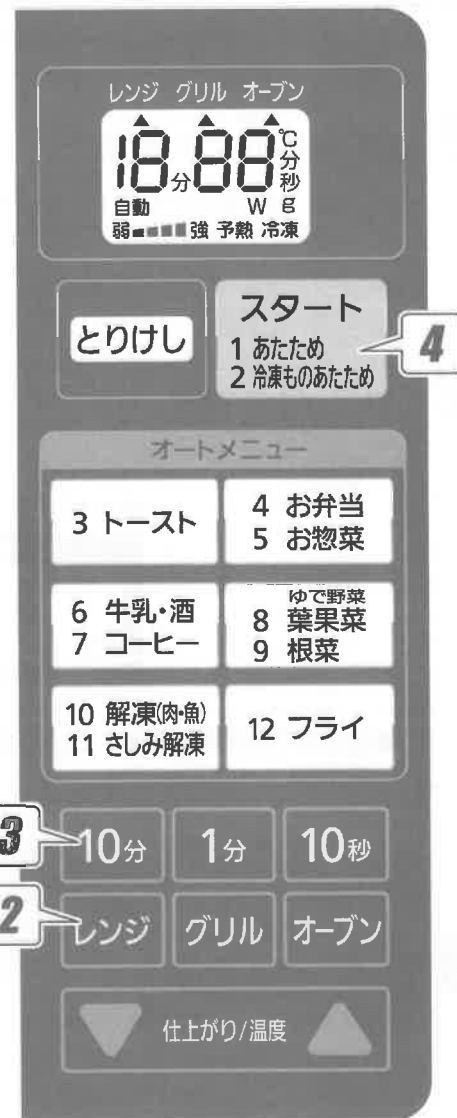 レンジ グリル オーブン
18分88℃分秒
自動 W g
弱 強 予熱 冷凍
とりけし
スタート
1 あたため
2 冷凍ものあたため
4
オートメニュー
3 トースト
4 お弁当
5 お惣菜
6 牛乳・酒
7 コーヒー
ゆで野菜
8 葉果菜
9 根菜
10 解凍(肉・魚)
11 さしみ解凍
12 フライ
3
10分 1分 10秒
2
レンジ グリル オーブン
仕上がり/温度